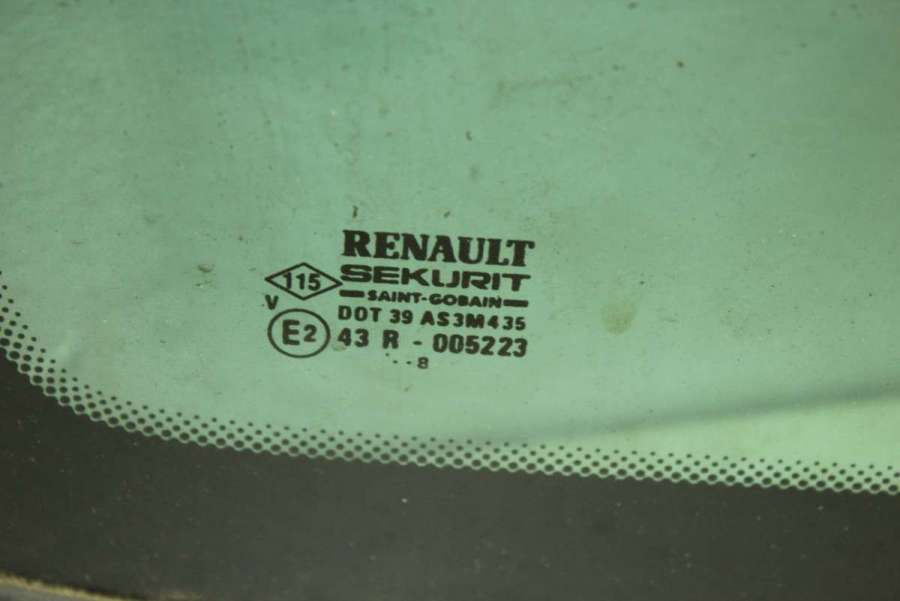 RENAULT
115 SEKURIT
SAINT-GOBAIN
V
DOT 39 AS3M435
E2 43 R - 005223
. . 8